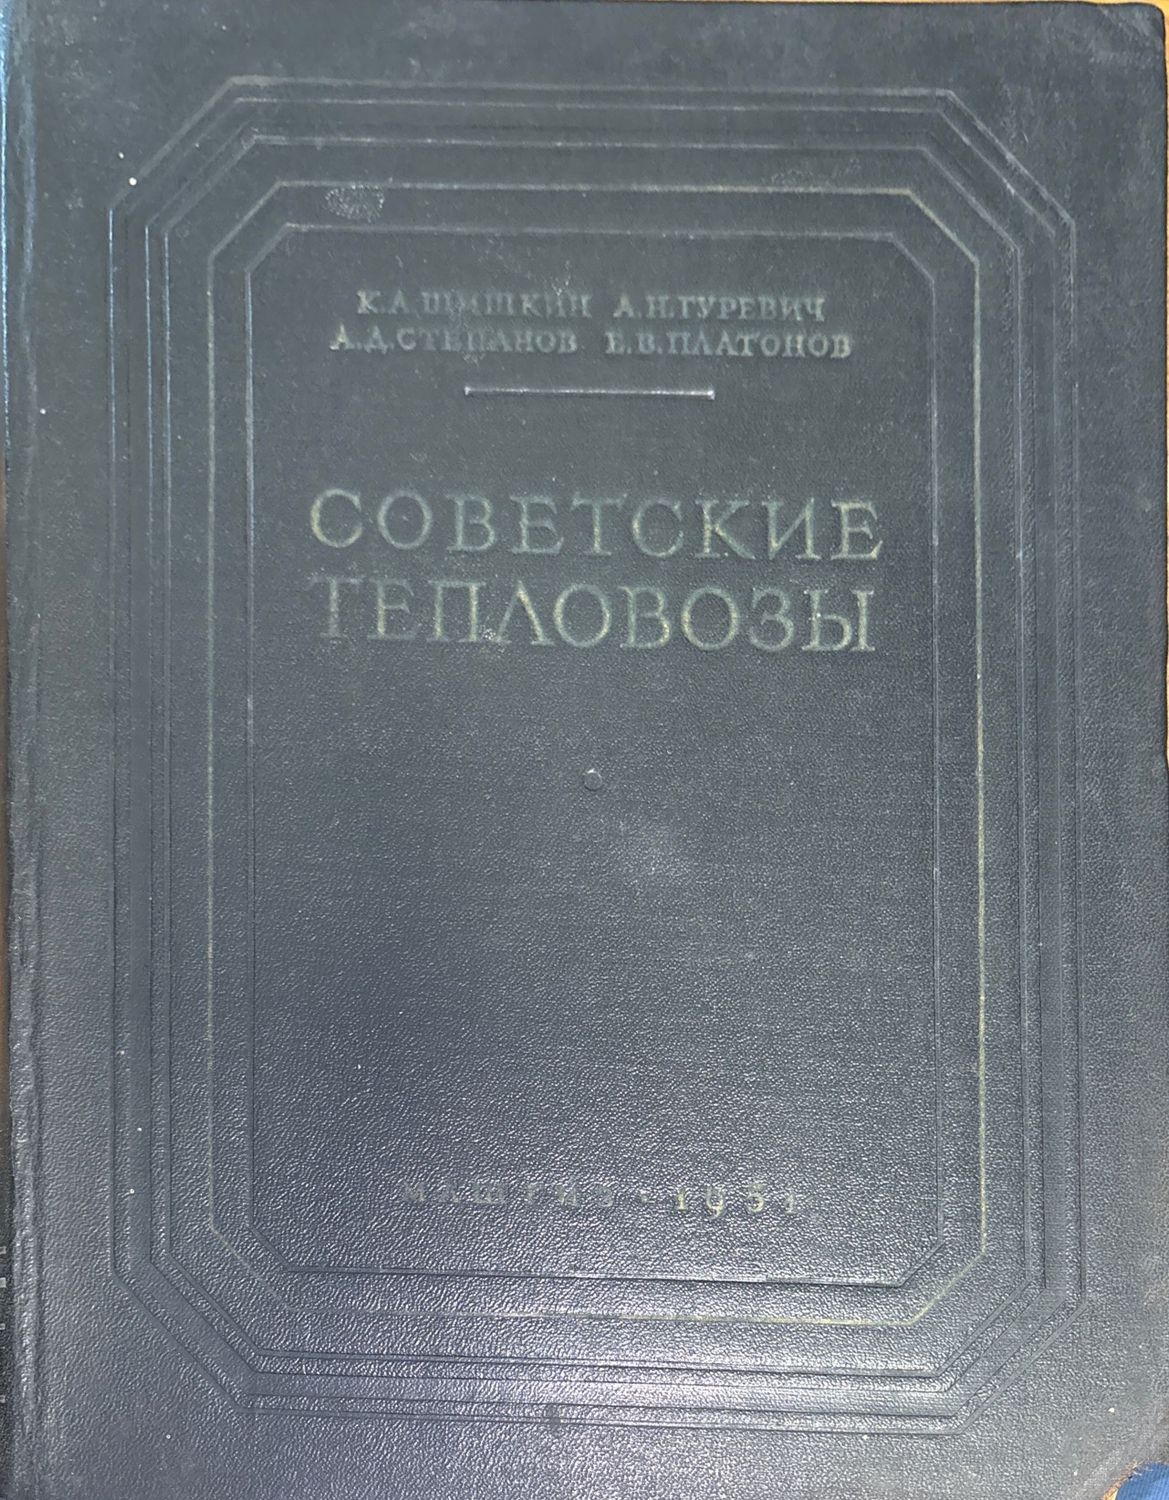 К.А.ШИШКИН А.Н.ГУРЕВИЧ
А.Д.СТЕПАНОВ Е.В.ПЛАТОНОВ
СОВЕТСКИЕ
ТЕПЛОВОЗЫ
МАШГИЗ · 1951